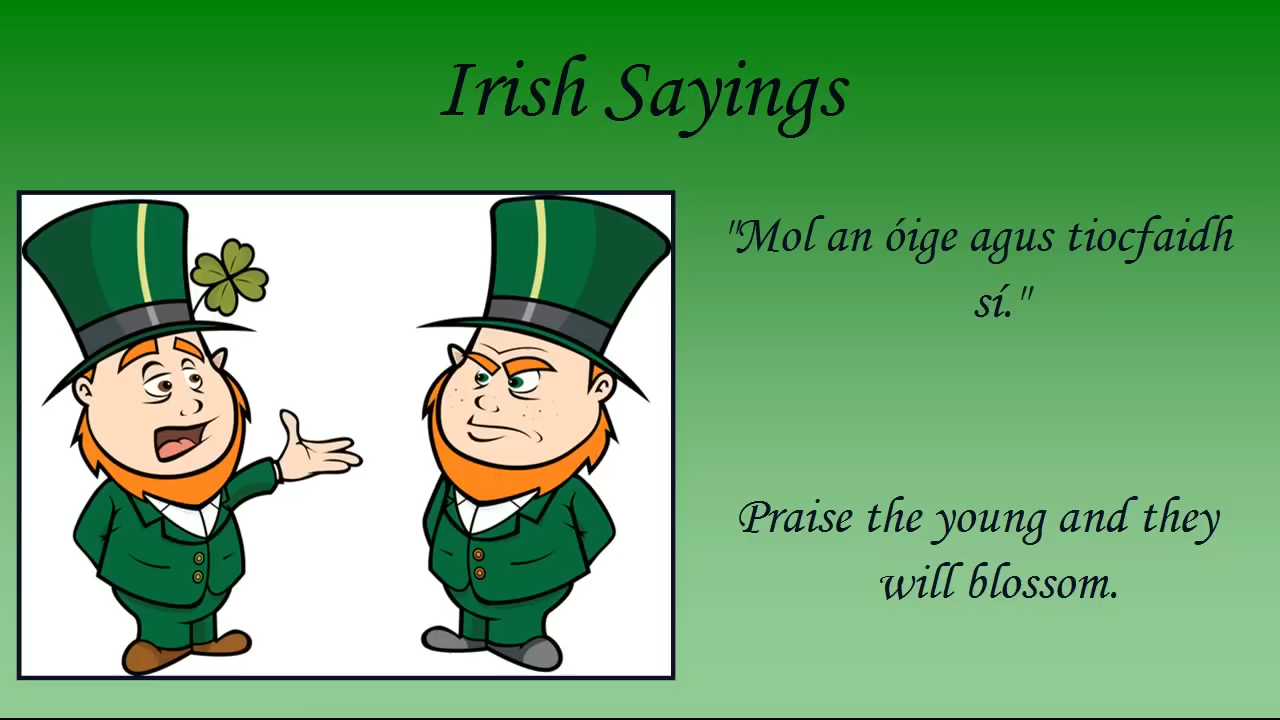 Irish Sayings
"Mol an óige agus tiocfaidh
sí."
Praise the young and they
will blossom.